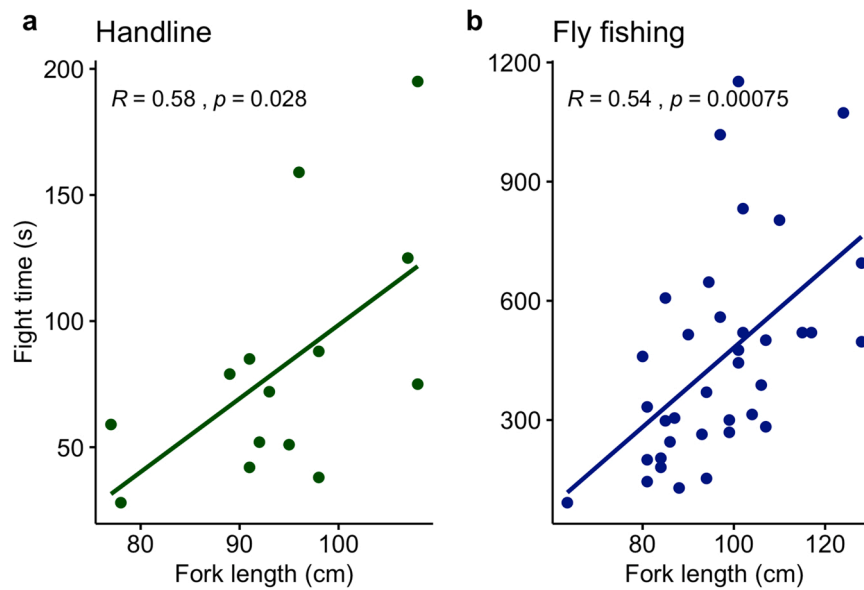 a
Handline
R = 0.58 , p = 0.028
200
150
100
50
Fight time (s)
80
90
100
Fork length (cm)
b
Fly fishing
R = 0.54 , p = 0.00075
1200
900
600
300
80
100
120
Fork length (cm)